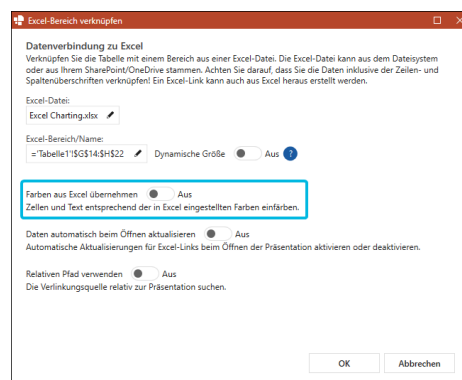 Excel-Bereich verknüpfen
Datenverbindung zu Excel
Verknüpfen Sie die Tabelle mit einem Bereich aus einer Excel-Datei. Die Excel-Datei kann aus dem Dateisystem
oder aus Ihrem SharePoint/OneDrive stammen. Achten Sie darauf, dass Sie die Daten inklusive der Zeilen- und
Spaltenüberschriften verknüpfen! Ein Excel-Link kann auch aus Excel heraus erstellt werden.
Excel-Datei:
Excel Charting.xlsx
Excel-Bereich/Name:
='Tabelle1'!$G$14:$H$22 Dynamische Größe Aus ?
Farben aus Excel übernehmen Aus
Zellen und Text entsprechend der in Excel eingestellten Farben einfärben.
Daten automatisch beim Öffnen aktualisieren Aus
Automatische Aktualisierungen für Excel-Links beim Öffnen der Präsentation aktivieren oder deaktivieren.
Relativen Pfad verwenden Aus
Die Verlinkungsquelle relativ zur Präsentation suchen.
OK Abbrechen